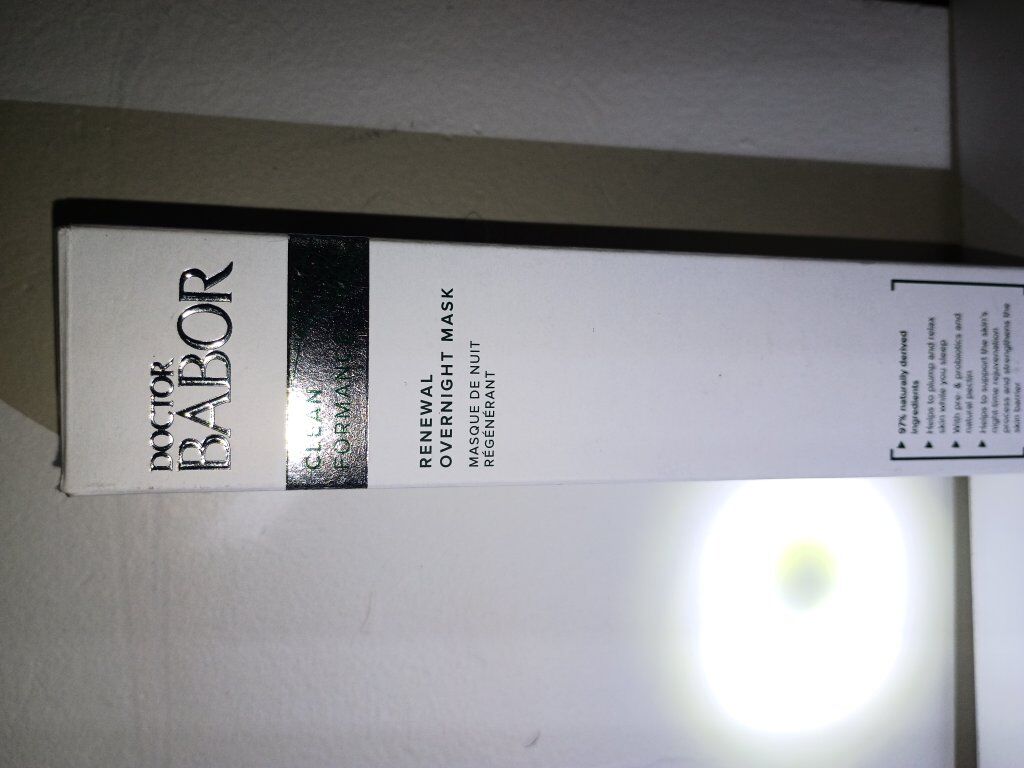 DOCTOR
BABOR
CLEAN
FORMANCE
RENEWAL
OVERNIGHT MASK
MASQUE DE NUIT
RÉGÉNÉRANT
▶ 97% naturally derived
ingredients
▶ Helps to plump and relax
skin while you sleep
▶ With pre- & probiotics and
natural pectin
▶ Helps to support the skin's
night-time rejuvenation
process and strengthens the
skin barrier